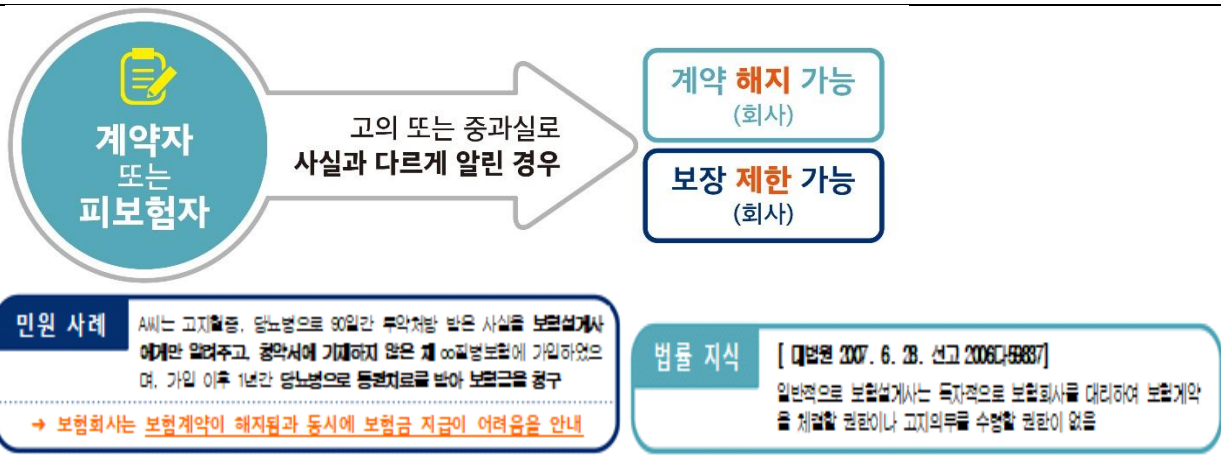 계약자
또는
피보험자
고의 또는 중과실로
사실과 다르게 알린 경우
계약 해지 가능
(회사)
보장 제한 가능
(회사)
민원 사례
A씨는 고지혈증, 당뇨병으로 90일간 투약처방 받은 사실을 보험설계사
에게만 알려주고, 청약서에 기재하지 않은 채 ∞질병보험에 가입하였으
며, 가입 이후 1년간 당뇨병으로 통원치료를 받아 보험금을 청구
→ 보험회사는 보험계약이 해지됨과 동시에 보험금 지급이 어려움을 안내
법률 지식
[ 대법원 2007. 6. 28. 선고 2006다59837]
일반적으로 보험설계사는 독자적으로 보험회사를 대리하여 보험계약
을 체결할 권한이나 고지의무를 수령할 권한이 없음